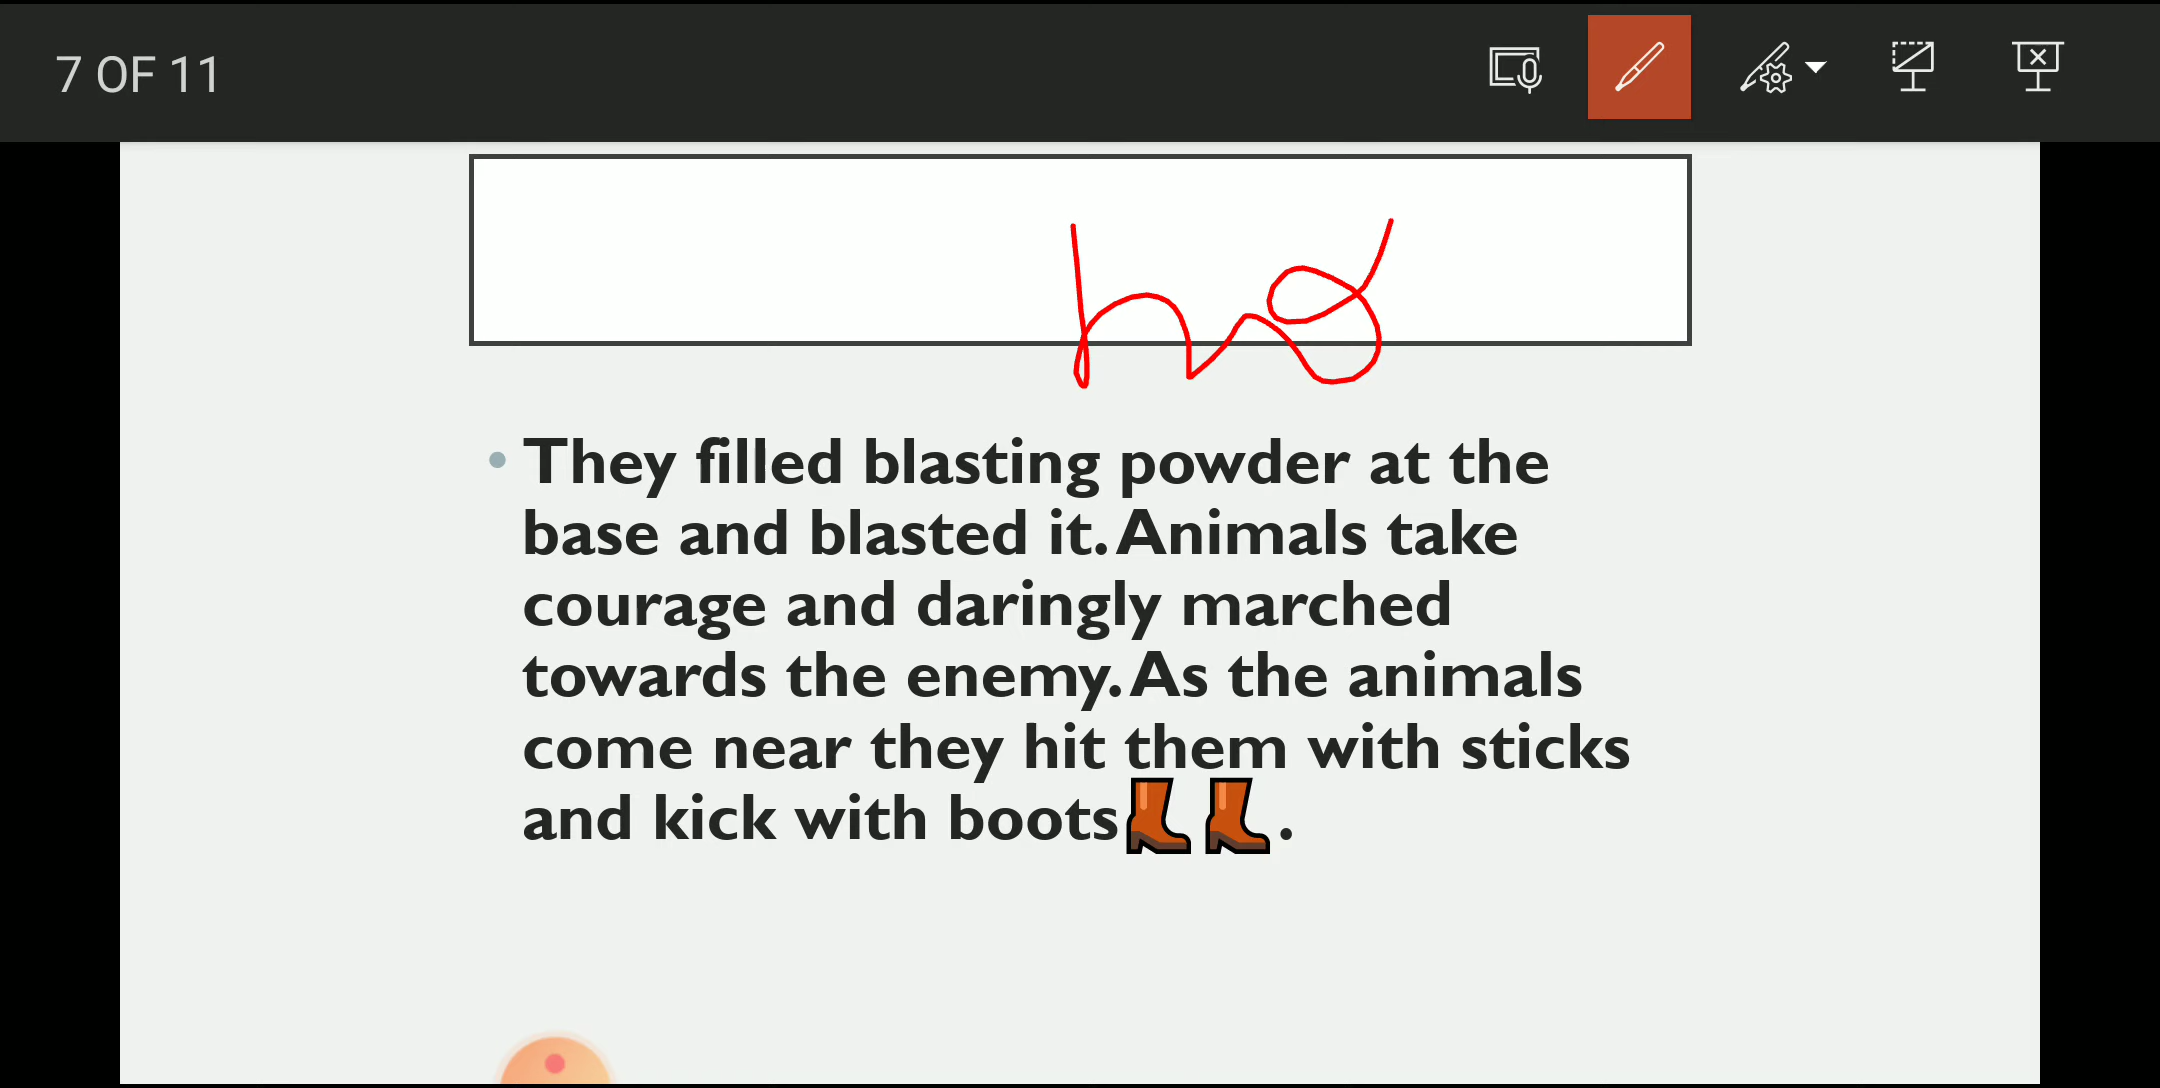 7 OF 11
• They filled blasting powder at the
base and blasted it. Animals take
courage and daringly marched
towards the enemy. As the animals
come near they hit them with sticks
and kick with boots👢👢.